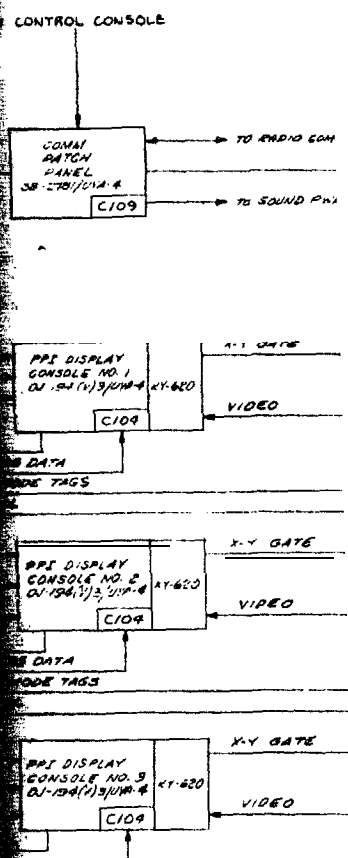 CONTROL CONSOLE
COMM
PATCH
PANEL
SB-2781/UYA-4
C109
TO RADIO COM
TO SOUND PW
X-Y GATE
PPI DISPLAY
CONSOLE NO. 1
OJ-194(V)3/UYA-4
KY-620
C104
VIDEO
DATA
MODE TAGS
X-Y GATE
PPI DISPLAY
CONSOLE NO. 2
OJ-194(V)3/UYA-4
KY-620
VIDEO
C104
DATA
MODE TAGS
X-Y GATE
PPI DISPLAY
CONSOLE NO. 3
OJ-194(V)3/UYA-4
KY-620
VIDEO
C104